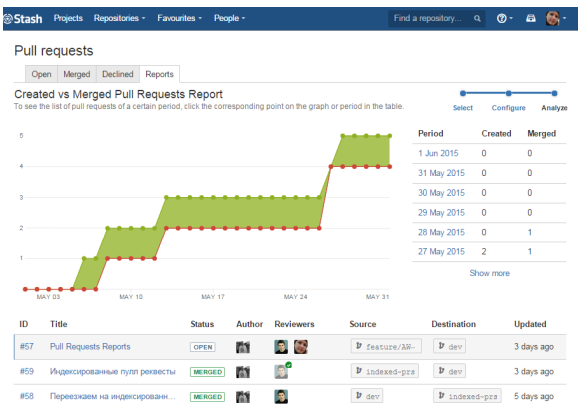 Stash Projects Repositories Favourites People Find a repository...
Pull requests
Open Merged Declined Reports
Created vs Merged Pull Requests Report
To see the list of pull requests of a certain period, click the corresponding point on the graph or period in the table.
Select Configure Analyze
5
4
3
2
1
MAY 03 MAY 10 MAY 17 MAY 24 MAY 31
Period Created Merged
1 Jun 2015 0 0
31 May 2015 0 0
30 May 2015 0 0
29 May 2015 0 0
28 May 2015 0 1
27 May 2015 2 1
Show more
ID Title Status Author Reviewers Source Destination Updated
#57 Pull Requests Reports OPEN feature/AW… dev 3 days ago
#59 Индексированные пулл реквесты MERGED indexed-prs dev 3 days ago
#58 Переезжаем на индексированн... MERGED dev indexed-prs 5 days ago